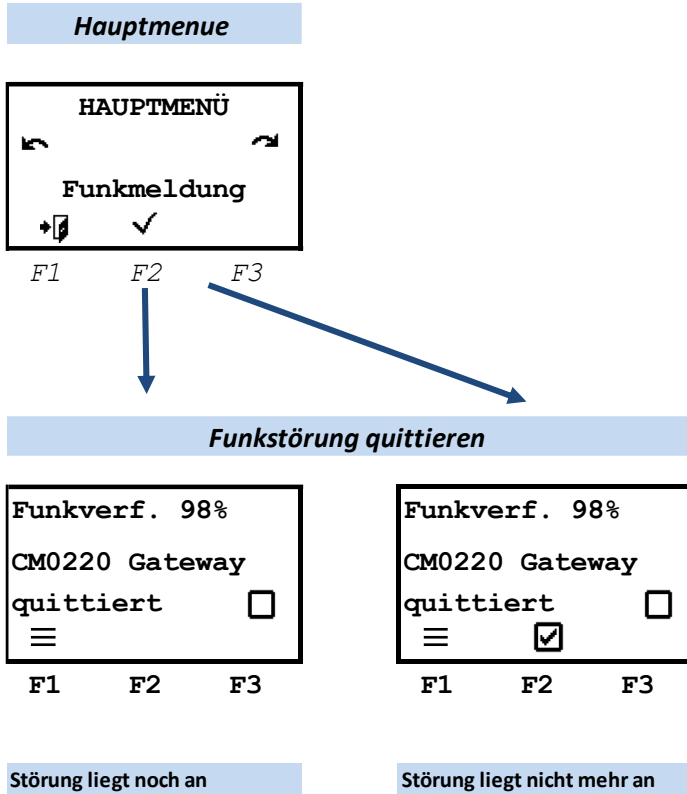 Hauptmenue
HAUPTMENÜ
Funkmeldung
F1 F2 F3
Funkstörung quittieren
Funkverf. 98%
CM0220 Gateway
quittiert
F1 F2 F3
Störung liegt noch an
Funkverf. 98%
CM0220 Gateway
quittiert
F1 F2 F3
Störung liegt nicht mehr an